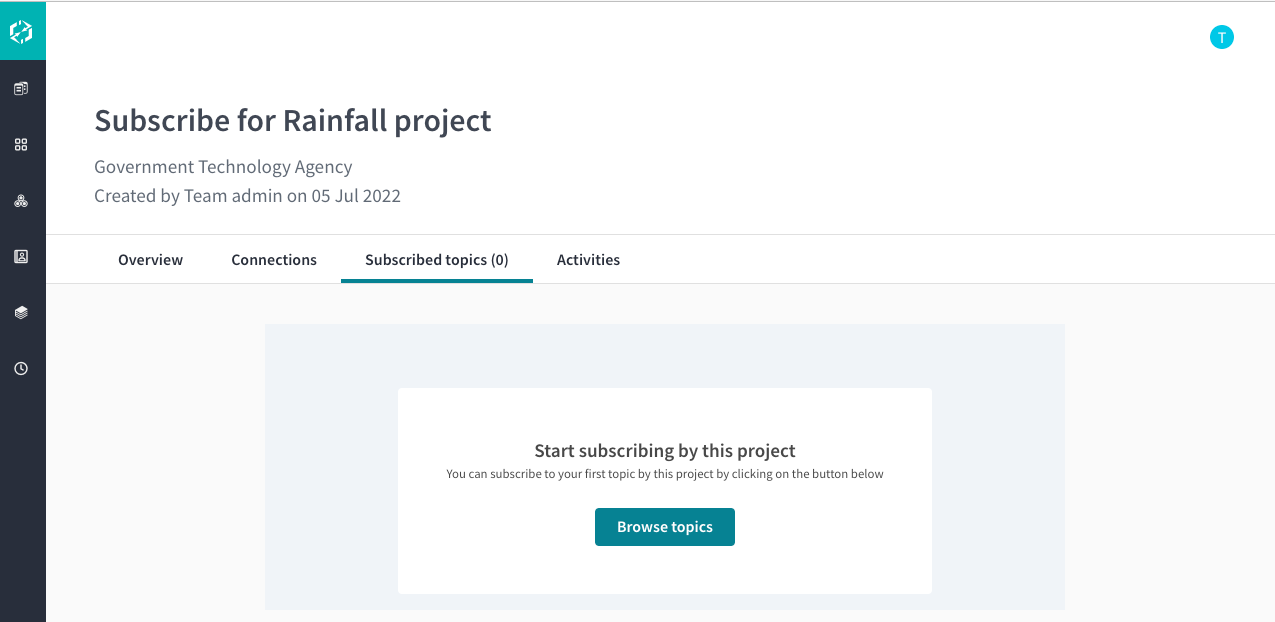 T
Subscribe for Rainfall project
Government Technology Agency
Created by Team admin on 05 Jul 2022
Overview Connections Subscribed topics (0) Activities
Start subscribing by this project
You can subscribe to your first topic by this project by clicking on the button below
Browse topics